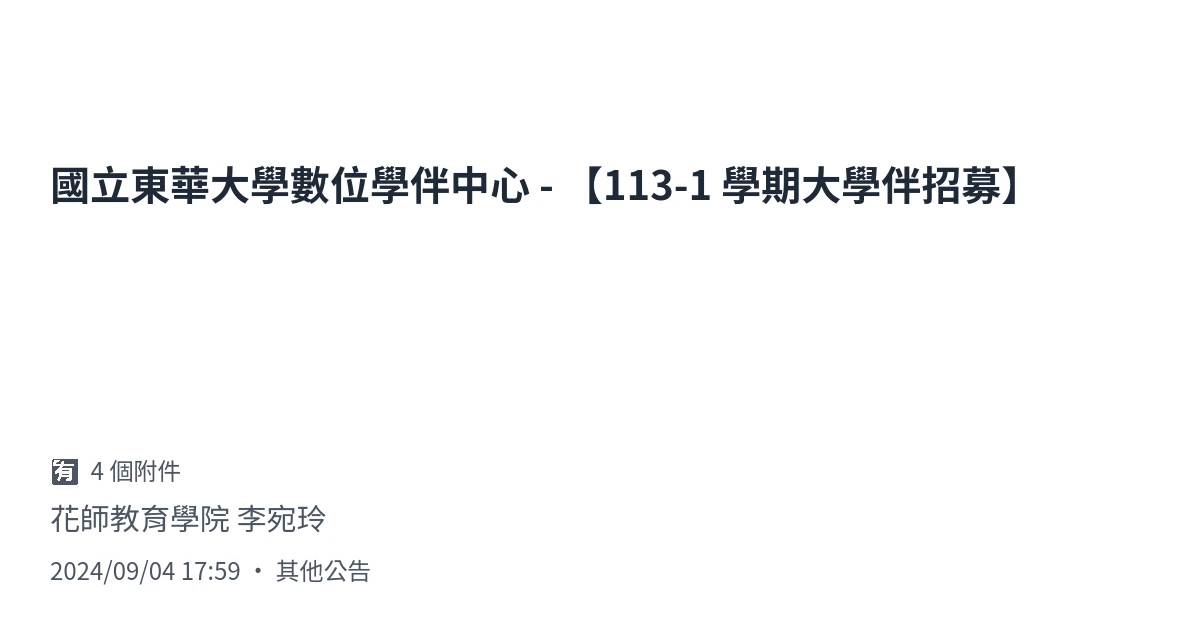 國立東華大學數位學伴中心 - 【113-1 學期大學伴招募】
🈶 4 個附件
花師教育學院 李宛玲
2024/09/04 17:59 · 其他公告